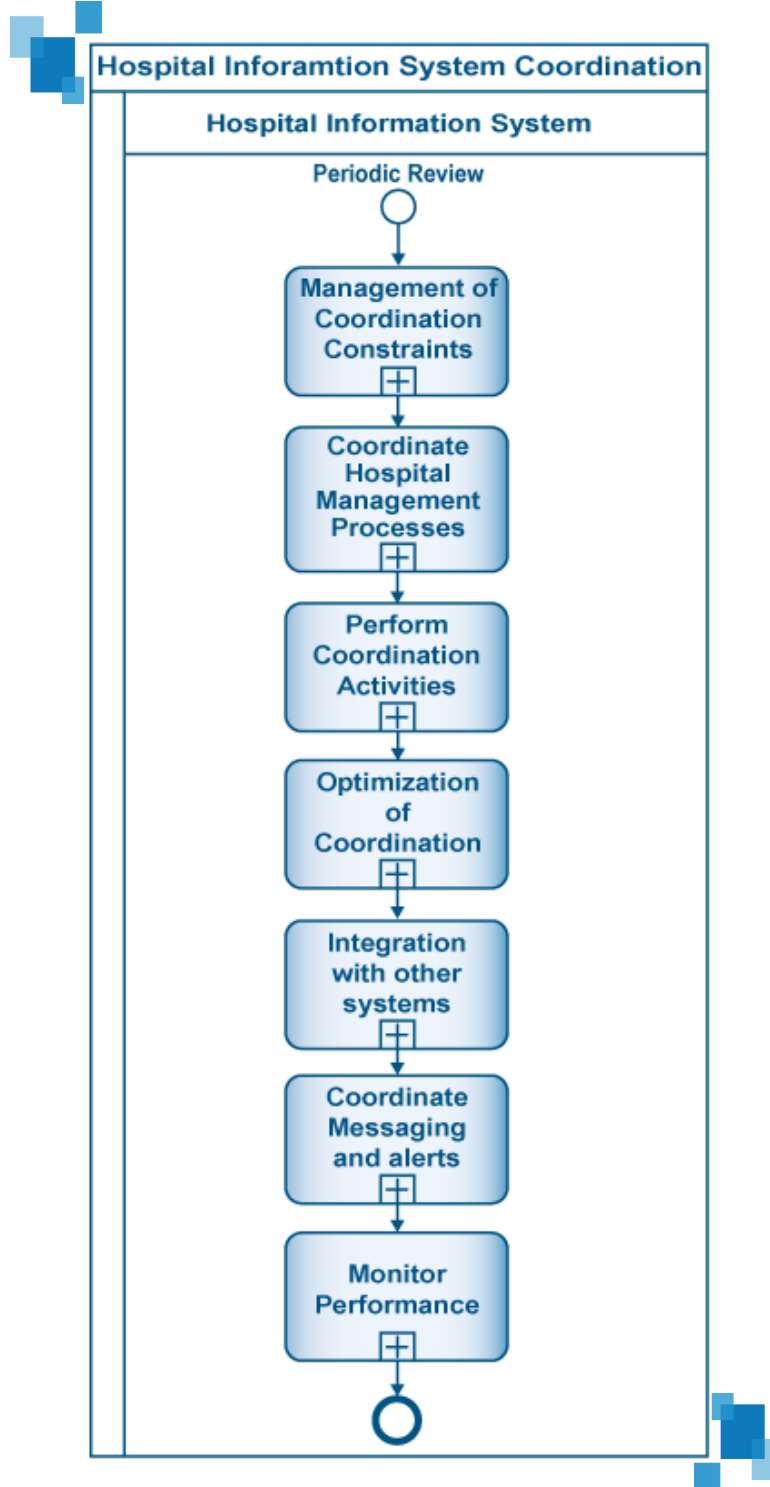 Hospital Inforamtion System Coordination
Hospital Information System
Periodic Review
Management of
Coordination
Constraints
Coordinate
Hospital
Management
Processes
Perform
Coordination
Activities
Optimization
of
Coordination
Integration
with other
systems
Coordinate
Messaging
and alerts
Monitor
Performance